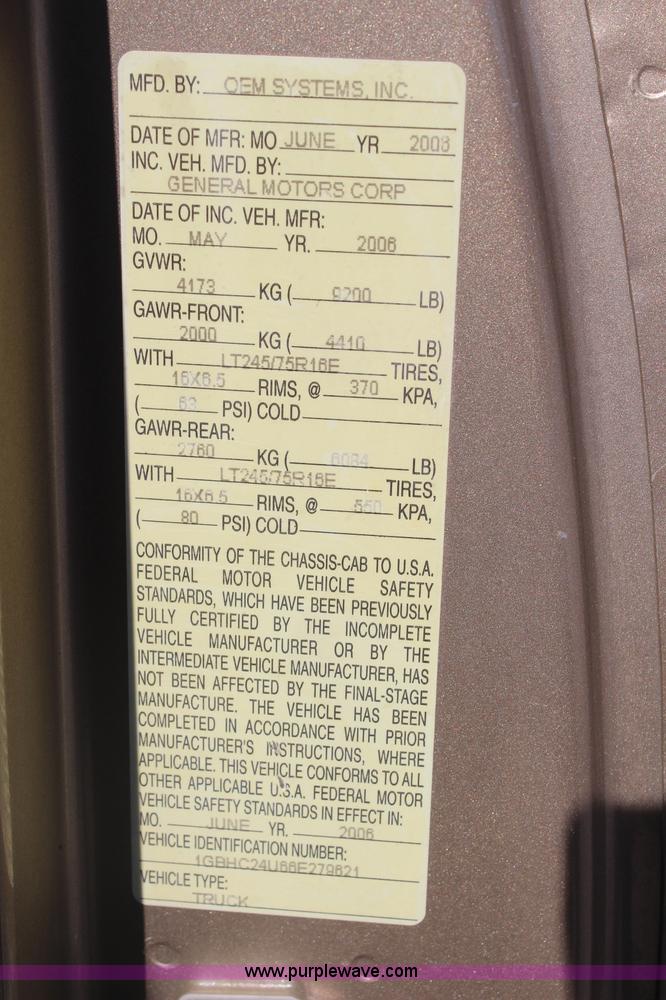 MFD. BY: OEM SYSTEMS, INC.
DATE OF MFR: MO JUNE YR 2006
INC. VEH. MFD. BY:
GENERAL MOTORS CORP
DATE OF INC. VEH. MFR:
MO. MAY YR. 2006
GVWR:
4173 KG ( 9200 LB)
GAWR-FRONT:
2000 KG ( 4410 LB)
WITH LT245/75R16E TIRES,
16X6.5 RIMS, @ 370 KPA,
( PSI) COLD
GAWR-REAR:
2760 KG ( 6084 LB)
WITH LT245/75R16E TIRES,
16X6.5 RIMS, @ 550 KPA,
( 80 PSI) COLD
CONFORMITY OF THE CHASSIS-CAB TO U.S.A.
FEDERAL MOTOR VEHICLE SAFETY
STANDARDS, WHICH HAVE BEEN PREVIOUSLY
FULLY CERTIFIED BY THE INCOMPLETE
VEHICLE MANUFACTURER OR BY THE
INTERMEDIATE VEHICLE MANUFACTURER, HAS
NOT BEEN AFFECTED BY THE FINAL-STAGE
MANUFACTURE. THE VEHICLE HAS BEEN
COMPLETED IN ACCORDANCE WITH PRIOR
MANUFACTURER'S INSTRUCTIONS, WHERE
APPLICABLE. THIS VEHICLE CONFORMS TO ALL
OTHER APPLICABLE U.S.A. FEDERAL MOTOR
VEHICLE SAFETY STANDARDS IN EFFECT IN:
MO. JUNE YR. 2006
VEHICLE IDENTIFICATION NUMBER:
1GBHC24U66E279621
VEHICLE TYPE:
TRUCK
www.purplewave.com